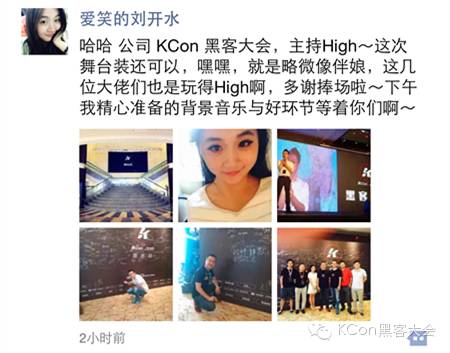 爱笑的刘开水
哈哈 公司 KCon 黑客大会，主持High～这次
舞台装还可以，嘿嘿，就是略微像伴娘，这几
位大佬们也是玩得High啊，多谢捧场啦～下午
我精心准备的背景音乐与好环节等着你们啊～
黑客
2小时前
KCon黑客大会